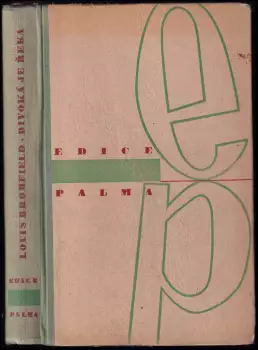 LOUIS BROMFIELD · DIVOKÁ JE ŘEKA
EDICE
PALMA
EDICE
PALMA
ep